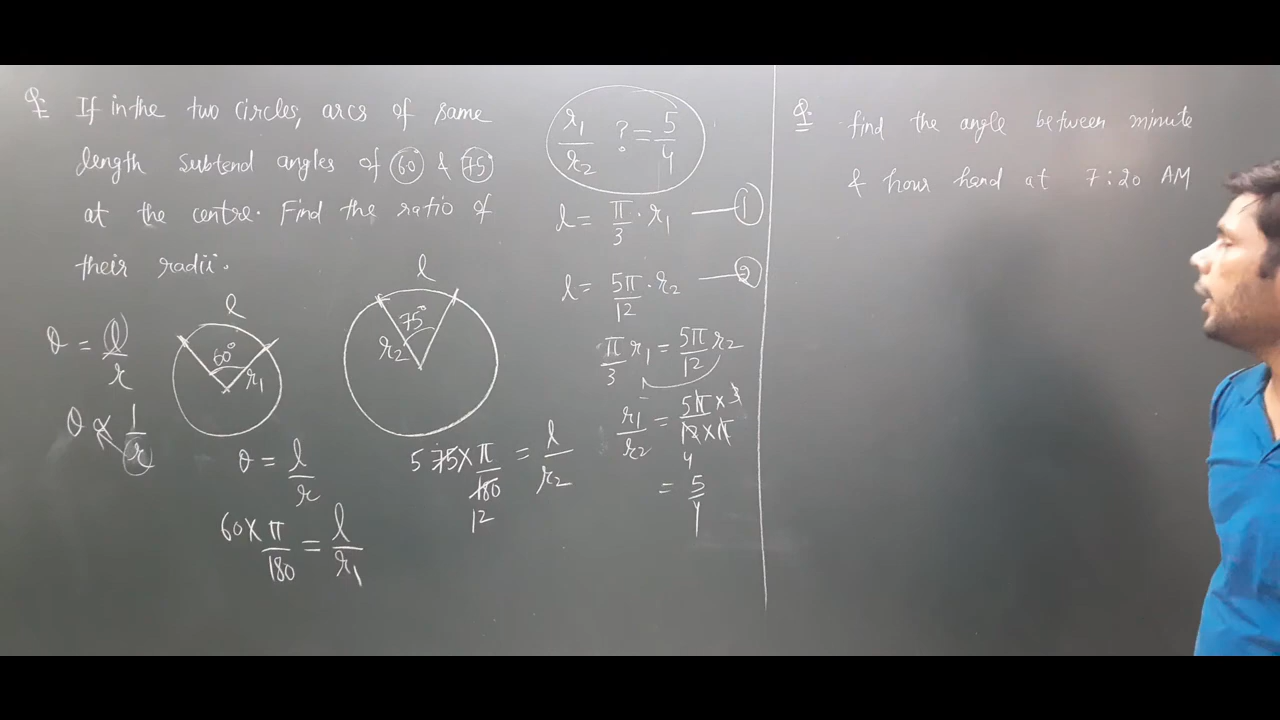 Q: If in the two circles, arcs of same
length subtend angles of 60° & 75°
at the centre. Find the ratio of
their radii.
θ = l/r
θ ∝ 1/r
l
60°
r₁
θ = l/r
60 × π/180 = l/r₁
l
75°
r₂
5 75 × π/180 = l/r₂
12
r₁/r₂ ? = 5/4
l = π/3 · r₁ — ①
l = 5π/12 · r₂ — ②
π/3 r₁ = 5π/12 r₂
r₁/r₂ = 5π × 3/12 × π
4
= 5/4
Q: find the angle between minute
& hour hand at 7:20 AM